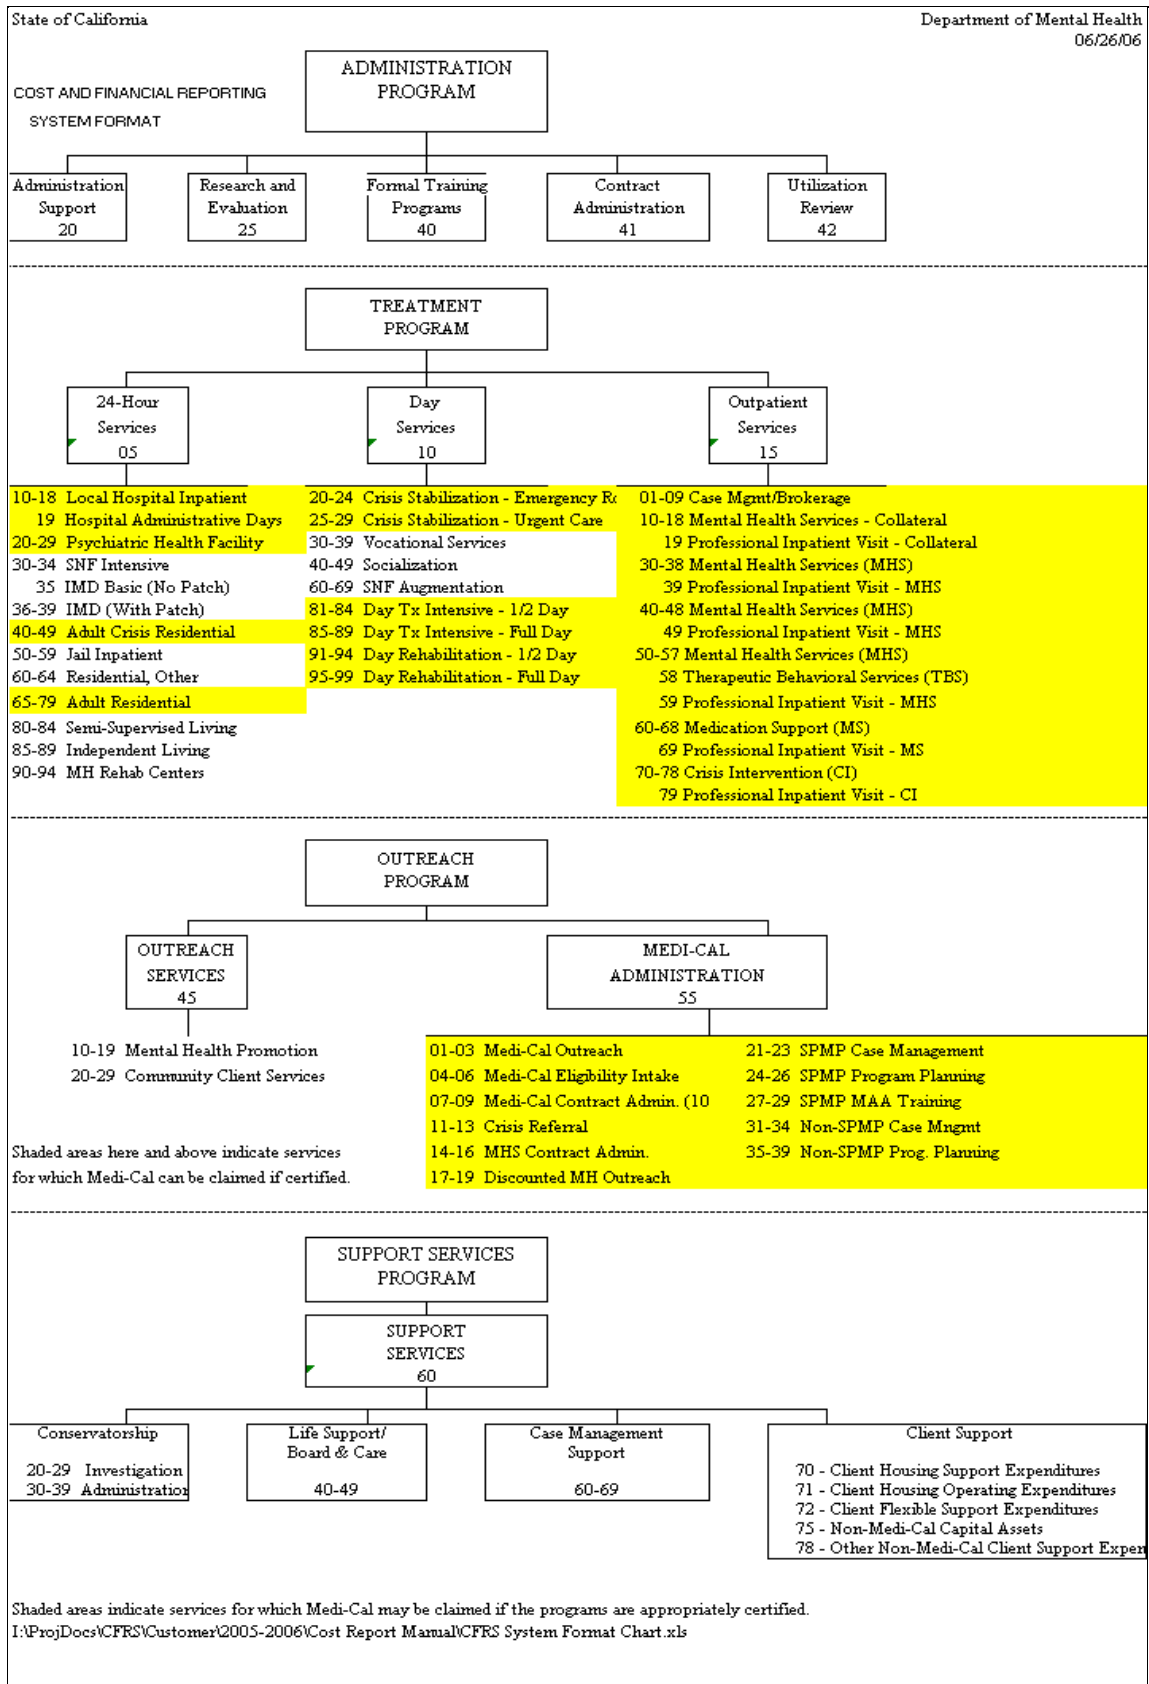 State of California
Department of Mental Health
06/26/06
COST AND FINANCIAL REPORTING
SYSTEM FORMAT
ADMINISTRATION
PROGRAM
Administration
Support
20
Research and
Evaluation
25
Formal Training
Programs
40
Contract
Administration
41
Utilization
Review
42
TREATMENT
PROGRAM
24-Hour
Services
05
Day
Services
10
Outpatient
Services
15
10-18 Local Hospital Inpatient
19 Hospital Administrative Days
20-29 Psychiatric Health Facility
30-34 SNF Intensive
35 IMD Basic (No Patch)
36-39 IMD (With Patch)
40-49 Adult Crisis Residential
50-59 Jail Inpatient
60-64 Residential, Other
65-79 Adult Residential
80-84 Semi-Supervised Living
85-89 Independent Living
90-94 MH Rehab Centers
20-24 Crisis Stabilization - Emergency Ro
25-29 Crisis Stabilization - Urgent Care
30-39 Vocational Services
40-49 Socialization
60-69 SNF Augmentation
81-84 Day Tx Intensive - 1/2 Day
85-89 Day Tx Intensive - Full Day
91-94 Day Rehabilitation - 1/2 Day
95-99 Day Rehabilitation - Full Day
01-09 Case Mgmt/Brokerage
10-18 Mental Health Services - Collateral
19 Professional Inpatient Visit - Collateral
30-38 Mental Health Services (MHS)
39 Professional Inpatient Visit - MHS
40-48 Mental Health Services (MHS)
49 Professional Inpatient Visit - MHS
50-57 Mental Health Services (MHS)
58 Therapeutic Behavioral Services (TBS)
59 Professional Inpatient Visit - MHS
60-68 Medication Support (MS)
69 Professional Inpatient Visit - MS
70-78 Crisis Intervention (CI)
79 Professional Inpatient Visit - CI
OUTREACH
PROGRAM
OUTREACH
SERVICES
45
MEDI-CAL
ADMINISTRATION
55
10-19 Mental Health Promotion
20-29 Community Client Services
01-03 Medi-Cal Outreach
04-06 Medi-Cal Eligibility Intake
07-09 Medi-Cal Contract Admin. (10
11-13 Crisis Referral
14-16 MHS Contract Admin.
17-19 Discounted MH Outreach
21-23 SPMP Case Management
24-26 SPMP Program Planning
27-29 SPMP MAA Training
31-34 Non-SPMP Case Mngmt
35-39 Non-SPMP Prog. Planning
Shaded areas here and above indicate services
for which Medi-Cal can be claimed if certified.
SUPPORT SERVICES
PROGRAM
SUPPORT
SERVICES
60
Conservatorship
20-29 Investigation
30-39 Administration
Life Support/
Board & Care
40-49
Case Management
Support
60-69
Client Support
70 - Client Housing Support Expenditures
71 - Client Housing Operating Expenditures
72 - Client Flexible Support Expenditures
75 - Non-Medi-Cal Capital Assets
78 - Other Non-Medi-Cal Client Support Expen
Shaded areas indicate services for which Medi-Cal may be claimed if the programs are appropriately certified.
I:\ProjDocs\CFRS\Customer\2005-2006\Cost Report Manual\CFRS System Format Chart.xls